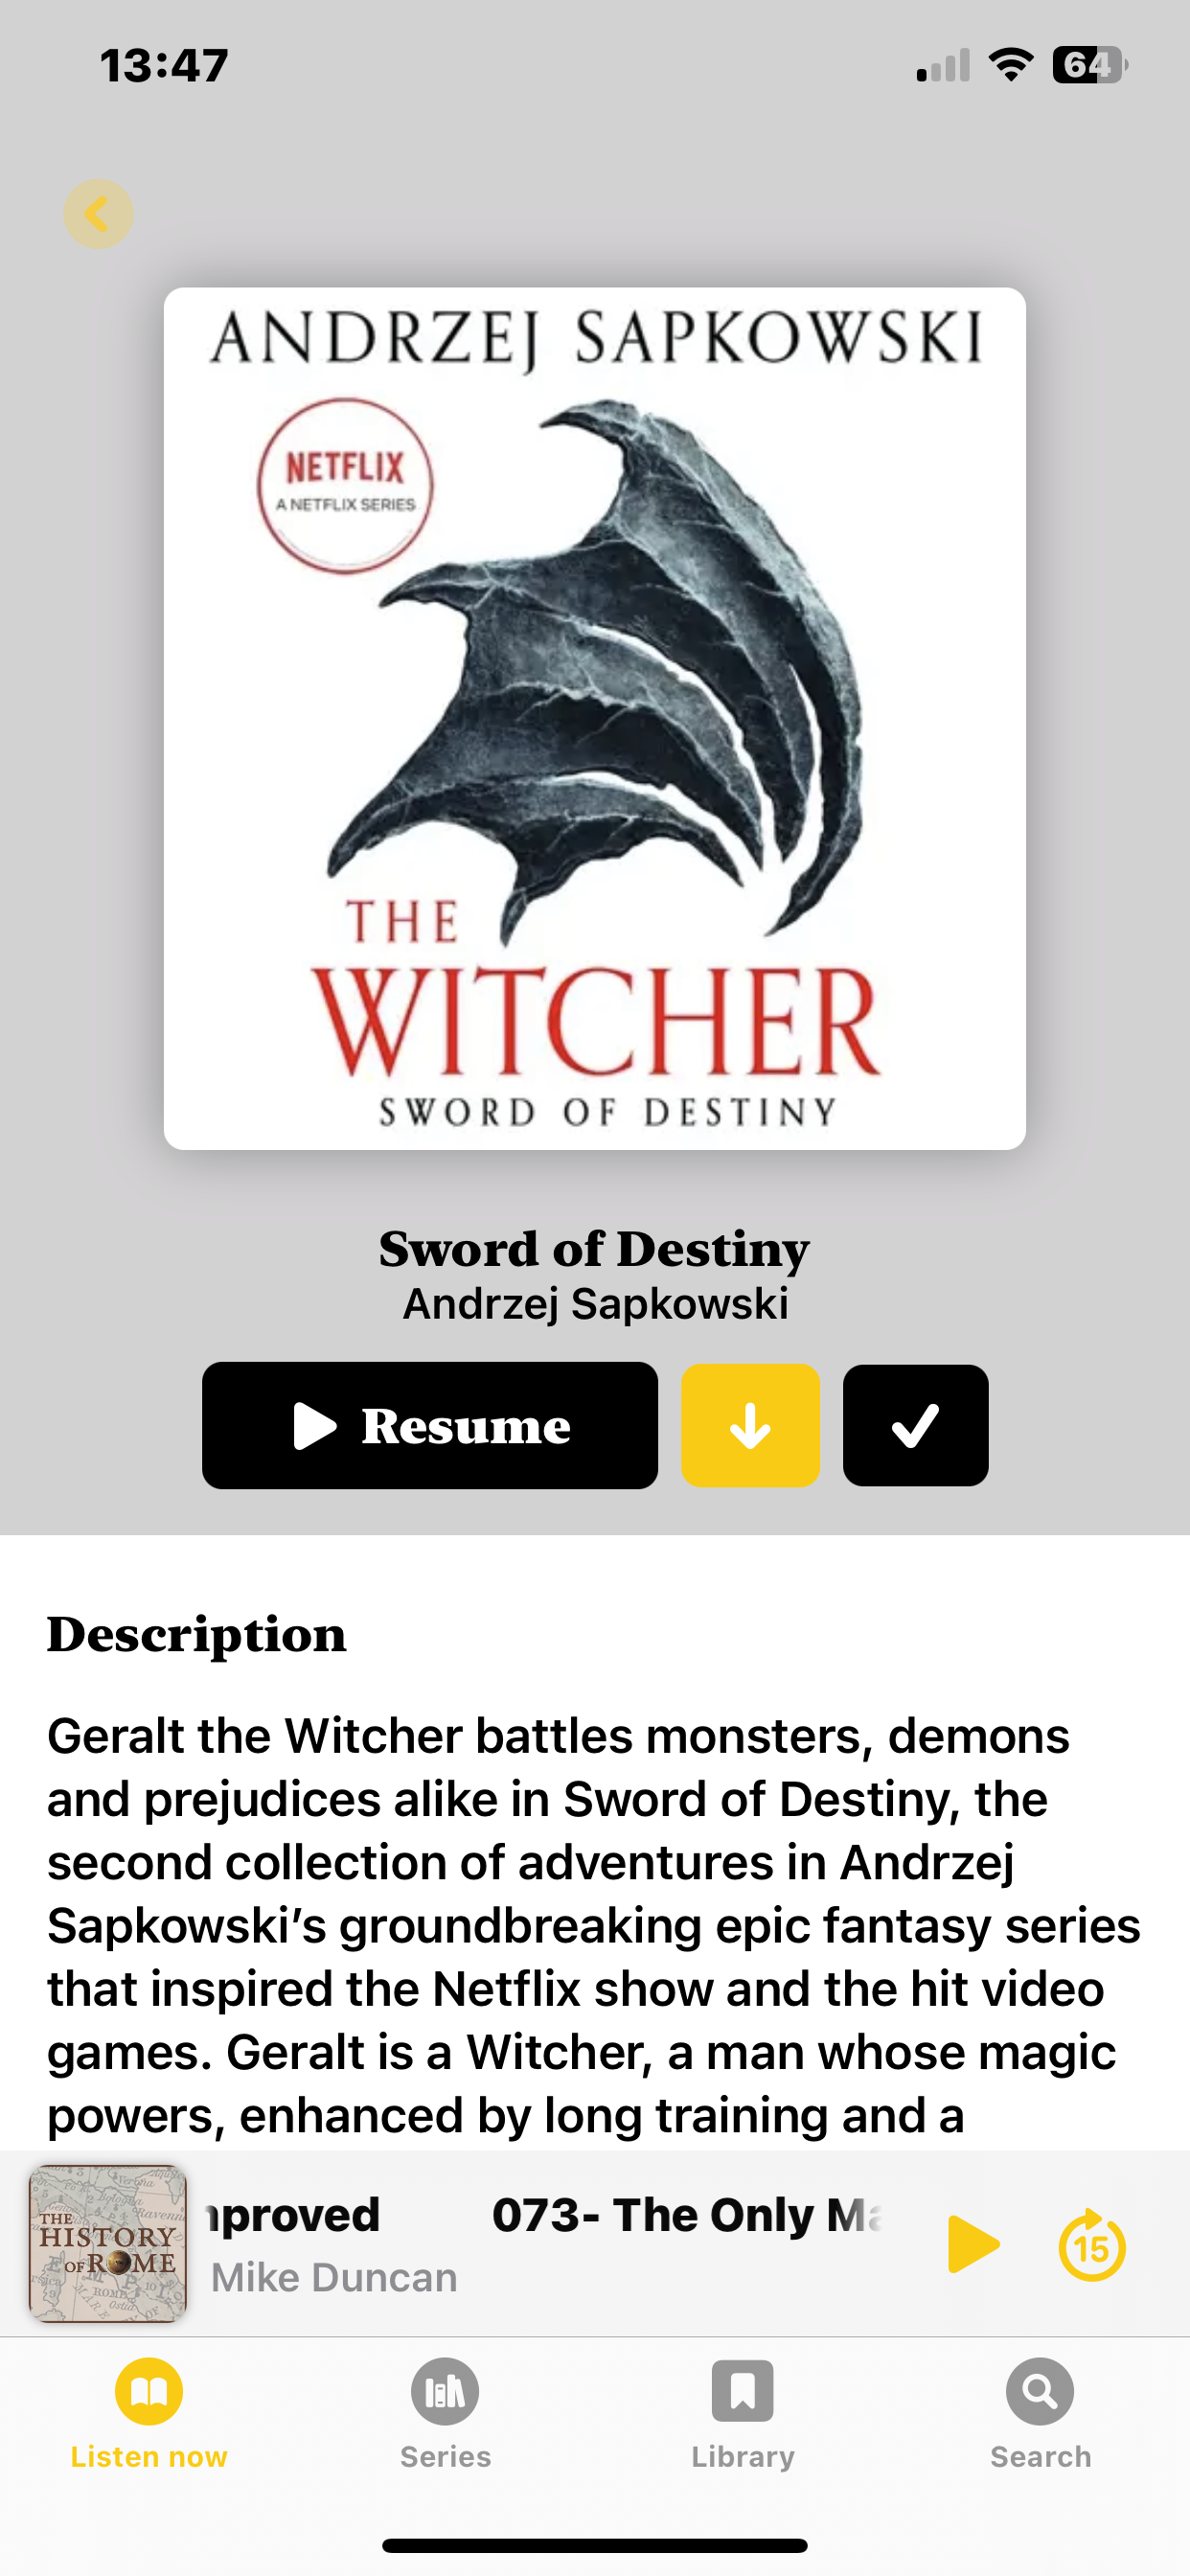 13:47
64
ANDRZEJ SAPKOWSKI
NETFLIX
A NETFLIX SERIES
THE
WITCHER
SWORD OF DESTINY
Sword of Destiny
Andrzej Sapkowski
Resume
Description
Geralt the Witcher battles monsters, demons
and prejudices alike in Sword of Destiny, the
second collection of adventures in Andrzej
Sapkowski’s groundbreaking epic fantasy series
that inspired the Netflix show and the hit video
games. Geralt is a Witcher, a man whose magic
powers, enhanced by long training and a
THE
HISTORY
OF ROME
nproved 073- The Only Ma
Mike Duncan
15
Listen now
Series
Library
Search